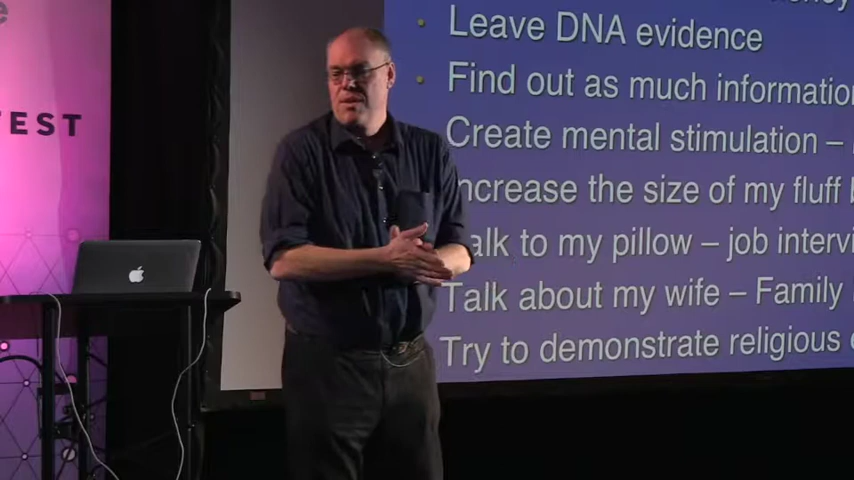 TEST
Leave DNA evidence
Find out as much
Create mental stimulation –
the size of my fluff
to my pillow – job
Talk about my wife – Family
Try to demonstrate religious